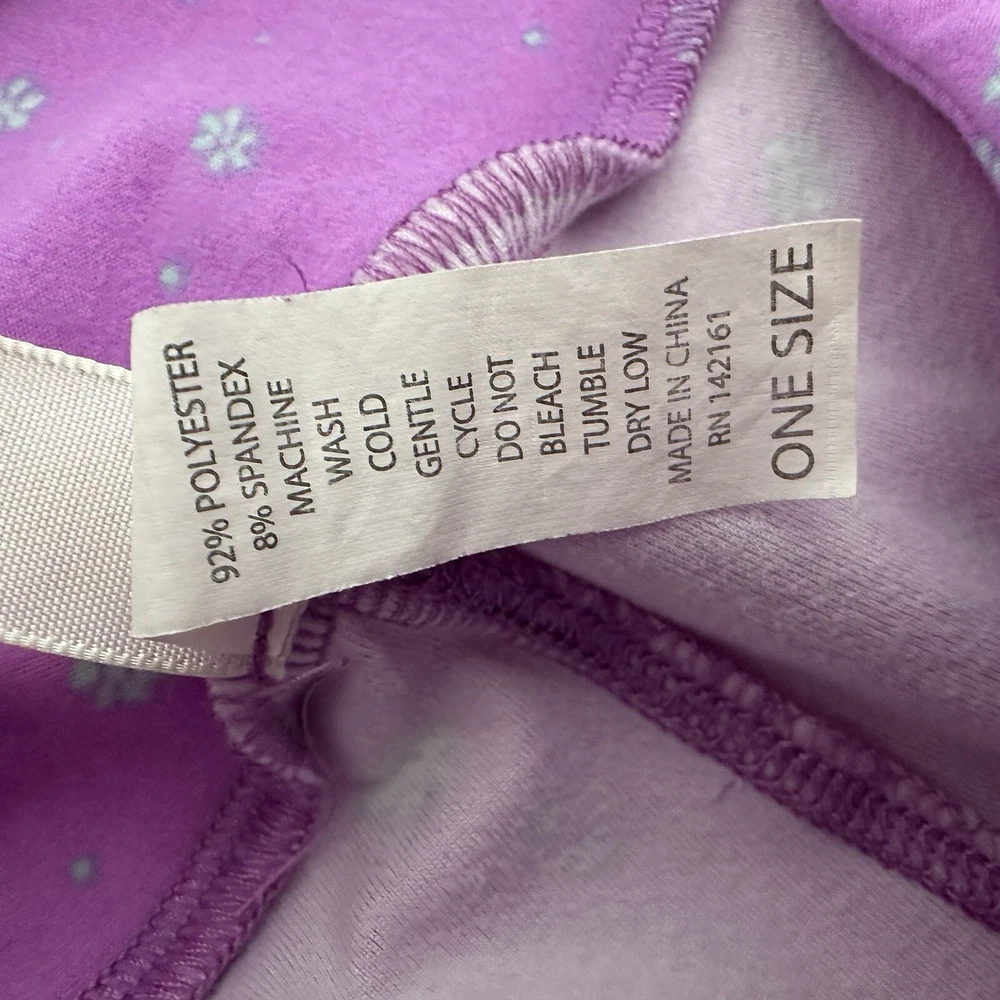 92% POLYESTER
8% SPANDEX
MACHINE
WASH
COLD
GENTLE
CYCLE
DO NOT
BLEACH
TUMBLE
DRY LOW
MADE IN CHINA
RN 142161
ONE SIZE